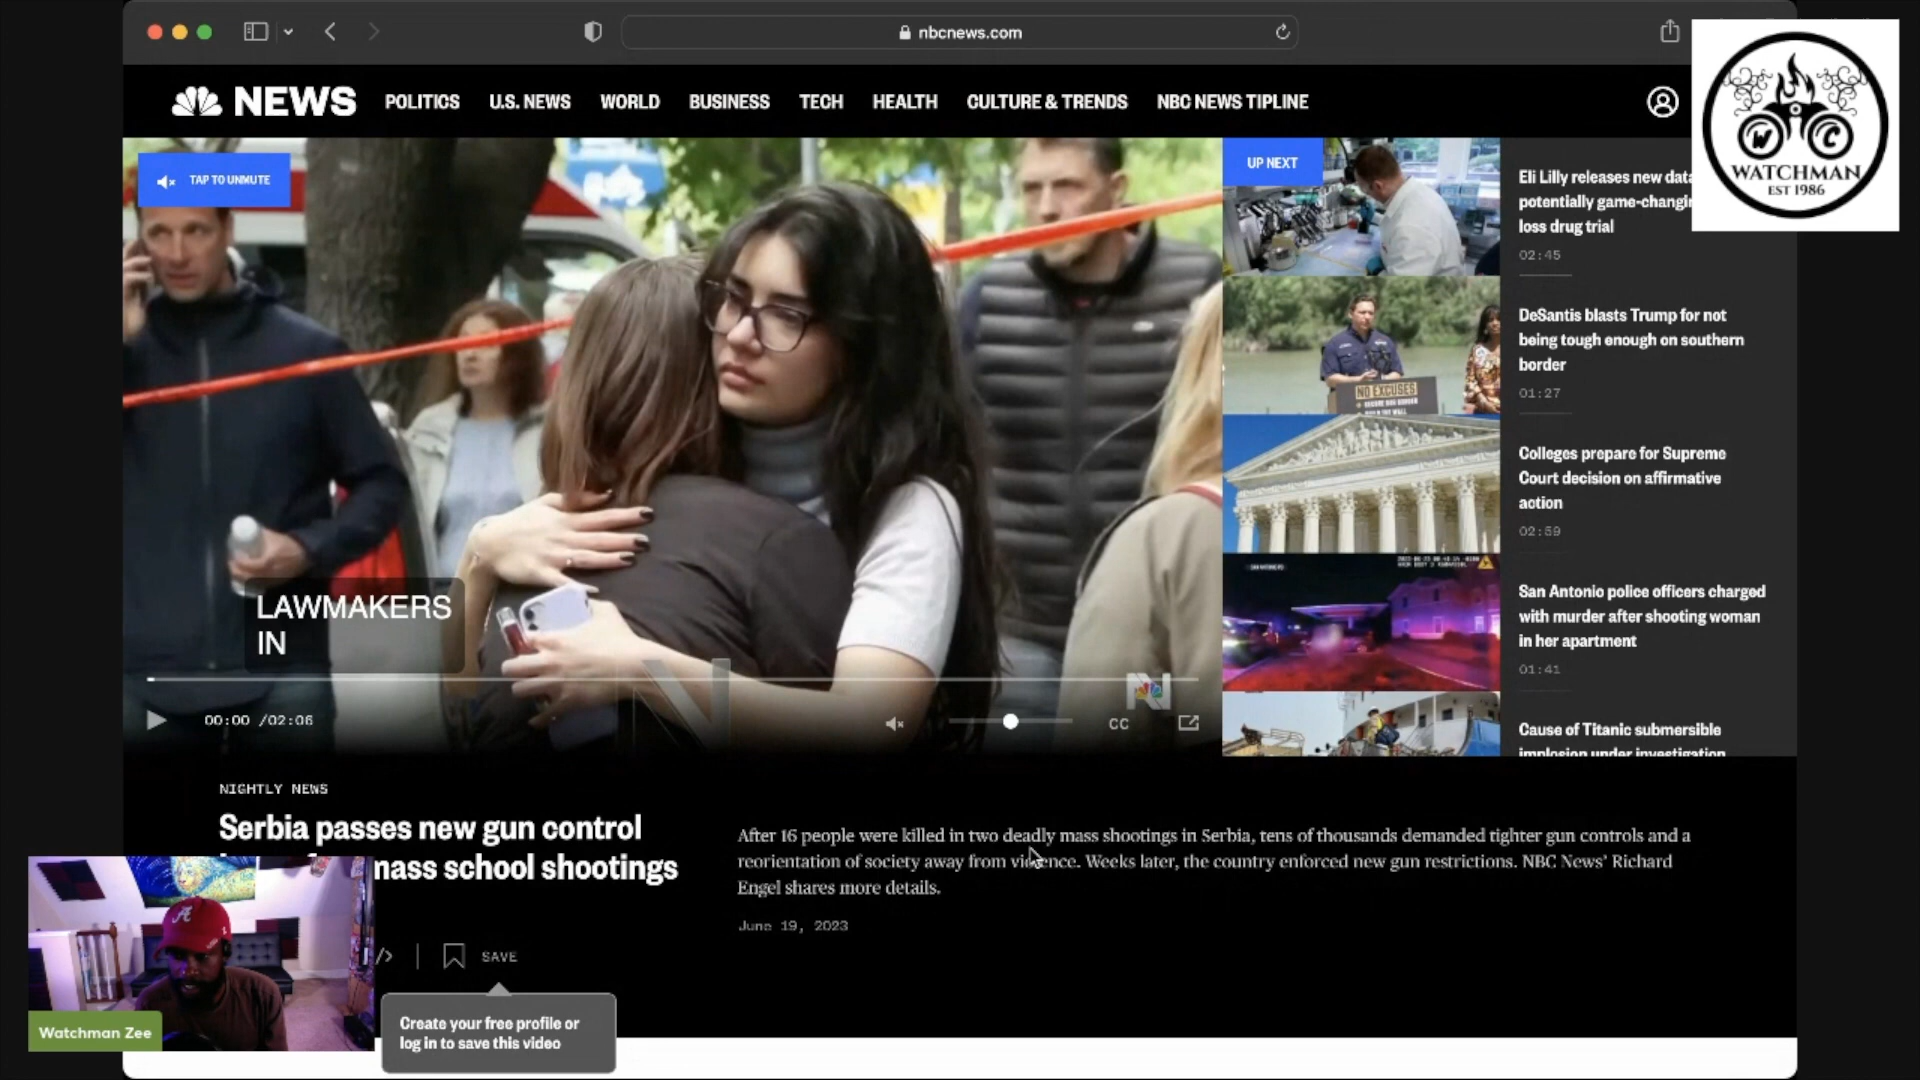 nbcnews.com
NEWS
POLITICS
U.S. NEWS
WORLD
BUSINESS
TECH
HEALTH
CULTURE & TRENDS
NBC NEWS TIPLINE
W C
WATCHMAN
EST 1986
TAP TO UNMUTE
UP NEXT
Eli Lilly releases new data
potentially
loss drug trial
02:45
NO EXCUSES
DeSantis blasts Trump for not
being tough enough on southern
border
01:27
Colleges prepare for Supreme
Court decision on affirmative
action
02:59
San Antonio police officers charged
with murder after shooting woman
in her apartment
01:41
Cause of Titanic submersible
implosion under investigation
LAWMAKERS
IN
00:00 /02:06
CC
NIGHTLY NEWS
Serbia passes new gun control
mass school shootings
After 16 people were killed in two deadly mass shootings in Serbia, tens of thousands demanded tighter gun controls and a
reorientation of society away from violence. Weeks later, the country enforced new gun restrictions. NBC News' Richard
Engel shares more details.
June 19, 2023
SAVE
Create your free profile or
log in to save this video
A
Watchman Zee